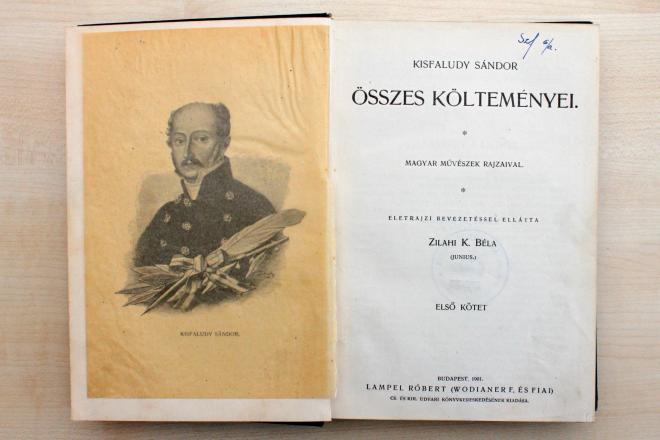 KISFALUDY SÁNDOR.
KISFALUDY SÁNDOR
ÖSSZES KÖLTEMÉNYEI.
*
MAGYAR MŰVÉSZEK RAJZAIVAL.
*
ELETRAJZI BEVEZETÉSSEL ELLÁTTA
ZILAHI K. BÉLA
(JUNIUS.)
ELSŐ KÖTET
BUDAPEST, 1901.
LAMPEL RÓBERT (WODIANER F. ÉS FIAI)
CS. ÉS KIR. UDVARI KÖNYVKERESKEDÉSÉNEK KIADÁSA.